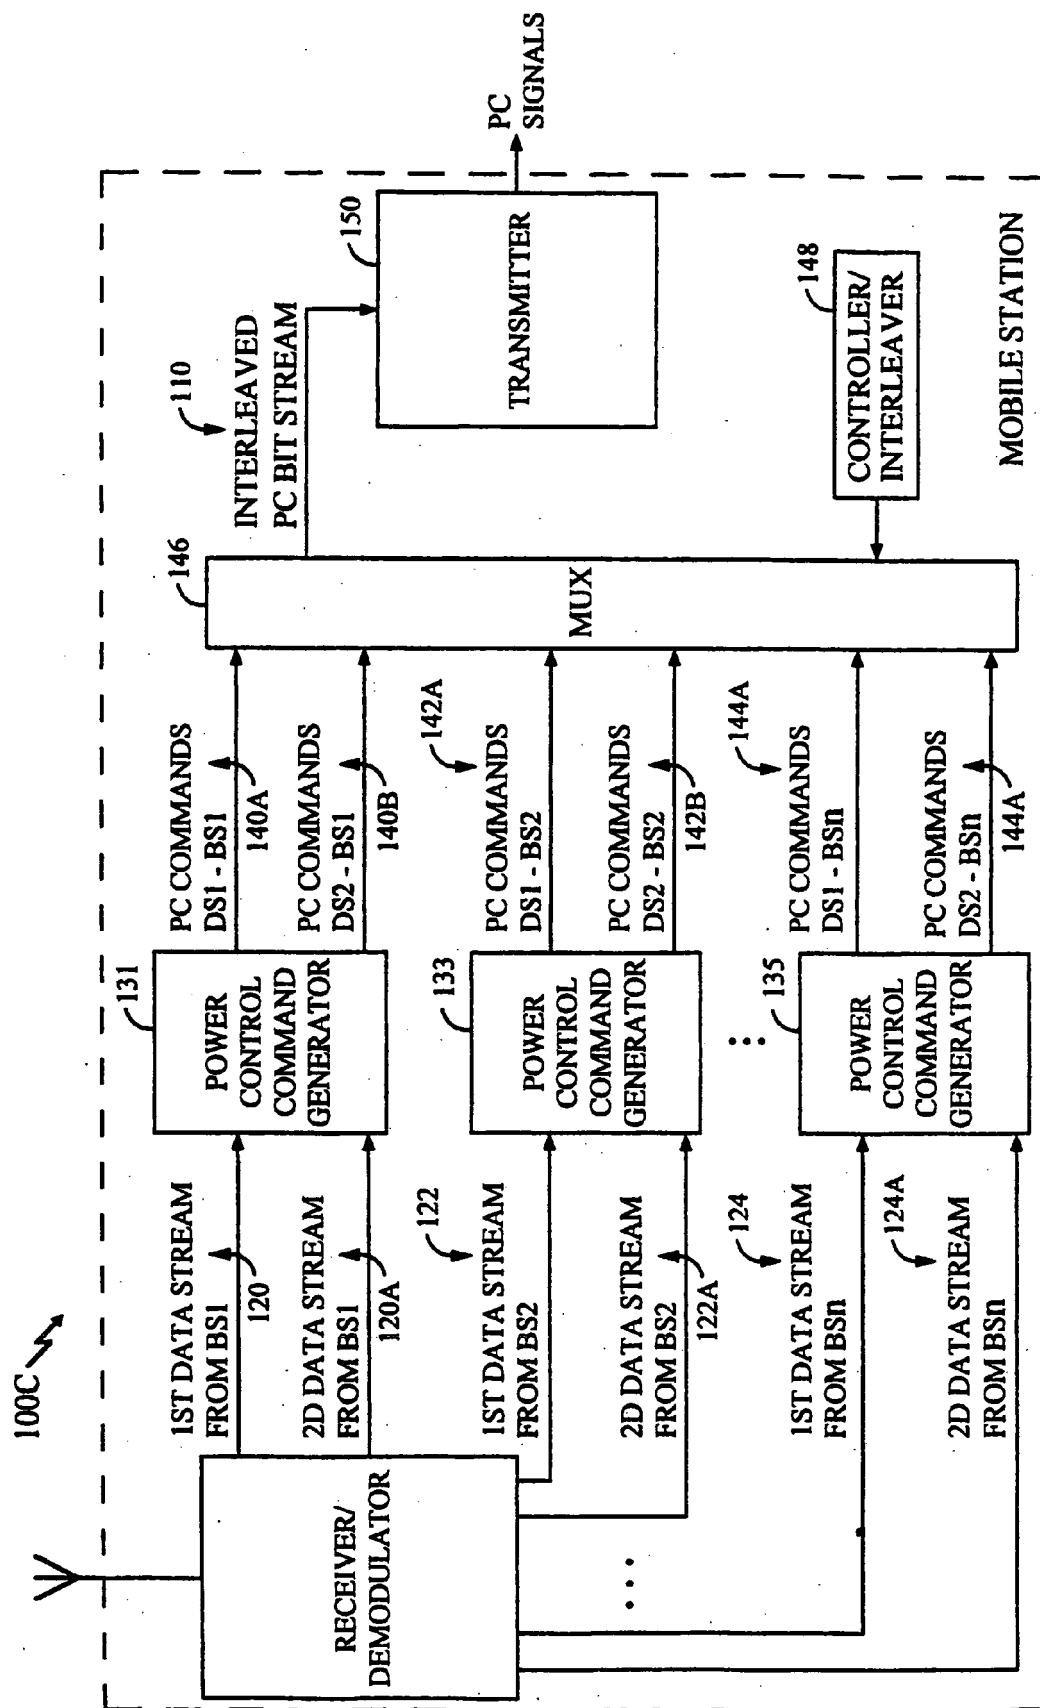 100C
RECEIVER/
DEMODULATOR
1ST DATA STREAM
FROM BS1
120
2D DATA STREAM
FROM BS1
120A
122
1ST DATA STREAM
FROM BS2
2D DATA STREAM
FROM BS2
122A
124
1ST DATA STREAM
FROM BSn
124A
2D DATA STREAM
FROM BSn
131
POWER
CONTROL
COMMAND
GENERATOR
133
POWER
CONTROL
COMMAND
GENERATOR
135
POWER
CONTROL
COMMAND
GENERATOR
PC COMMANDS
DS1 - BS1
140A
PC COMMANDS
DS2 - BS1
140B
142A
PC COMMANDS
DS1 - BS2
PC COMMANDS
DS2 - BS2
142B
144A
PC COMMANDS
DS1 - BSn
PC COMMANDS
DS2 - BSn
144A
146
MUX
110
INTERLEAVED
PC BIT STREAM
150
TRANSMITTER
PC
SIGNALS
148
CONTROLLER/
INTERLEAVER
MOBILE STATION